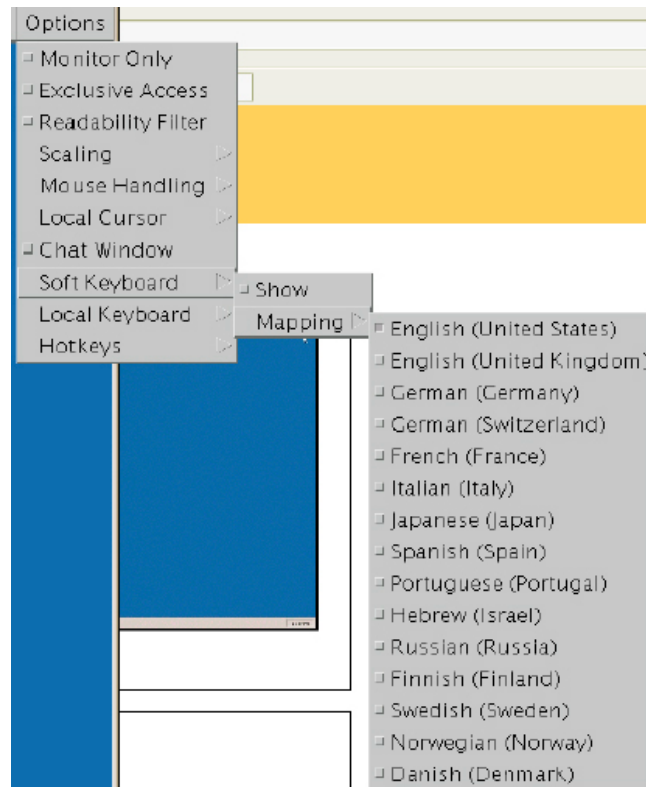 Options
Monitor Only
Exclusive Access
Readability Filter
Scaling
Mouse Handling
Local Cursor
Chat Window
Soft Keyboard
Local Keyboard
Hotkeys
Show
Mapping
English (United States)
English (United Kingdom)
German (Germany)
German (Switzerland)
French (France)
Italian (Italy)
Japanese (Japan)
Spanish (Spain)
Portuguese (Portugal)
Hebrew (Israel)
Russian (Russia)
Finnish (Finland)
Swedish (Sweden)
Norwegian (Norway)
Danish (Denmark)